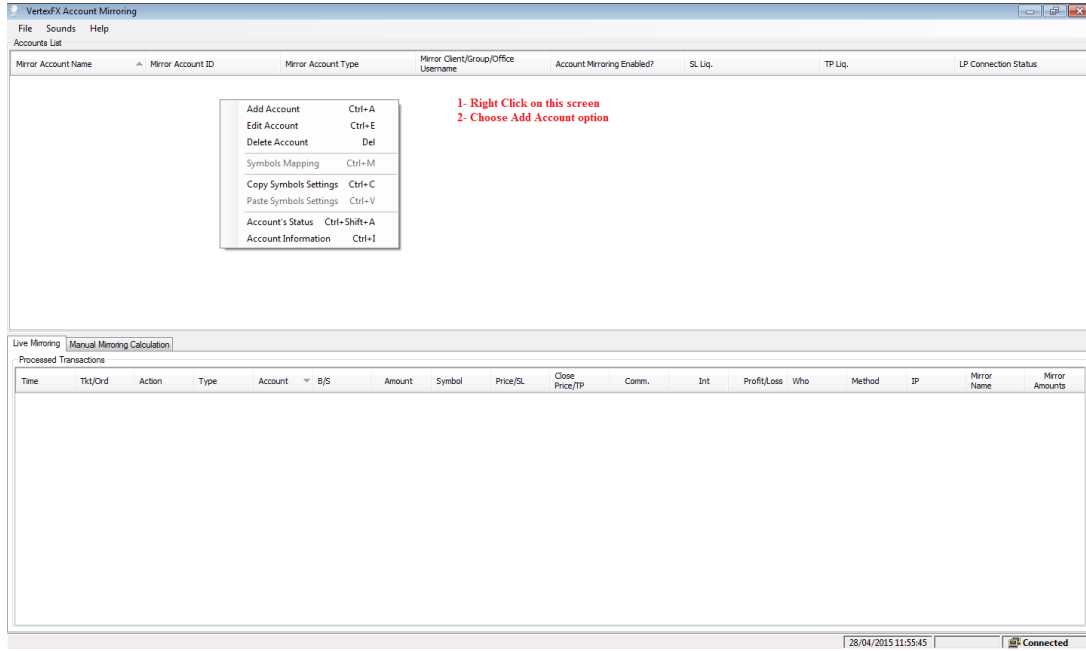 VertexFX Account Mirroring
File Sounds Help
Accounts List
Mirror Account Name Mirror Account ID Mirror Account Type Mirror Client/Group/Office Username Account Mirroring Enabled? SL Liq. TP Liq. LP Connection Status
1- Right Click on this screen
2- Choose Add Account option
Add Account Ctrl+A
Edit Account Ctrl+E
Delete Account Del
Symbols Mapping Ctrl+M
Copy Symbols Settings Ctrl+C
Paste Symbols Settings Ctrl+V
Account's Status Ctrl+Shift+A
Account Information Ctrl+I
Live Mirroring Manual Mirroring Calculation
Processed Transactions
Time Tkt/Ord Action Type Account B/S Amount Symbol Price/SL Close Price/TP Comm. Int Profit/Loss Who Method IP Mirror Name Mirror Amounts
28/04/2015 11:55:45 Connected